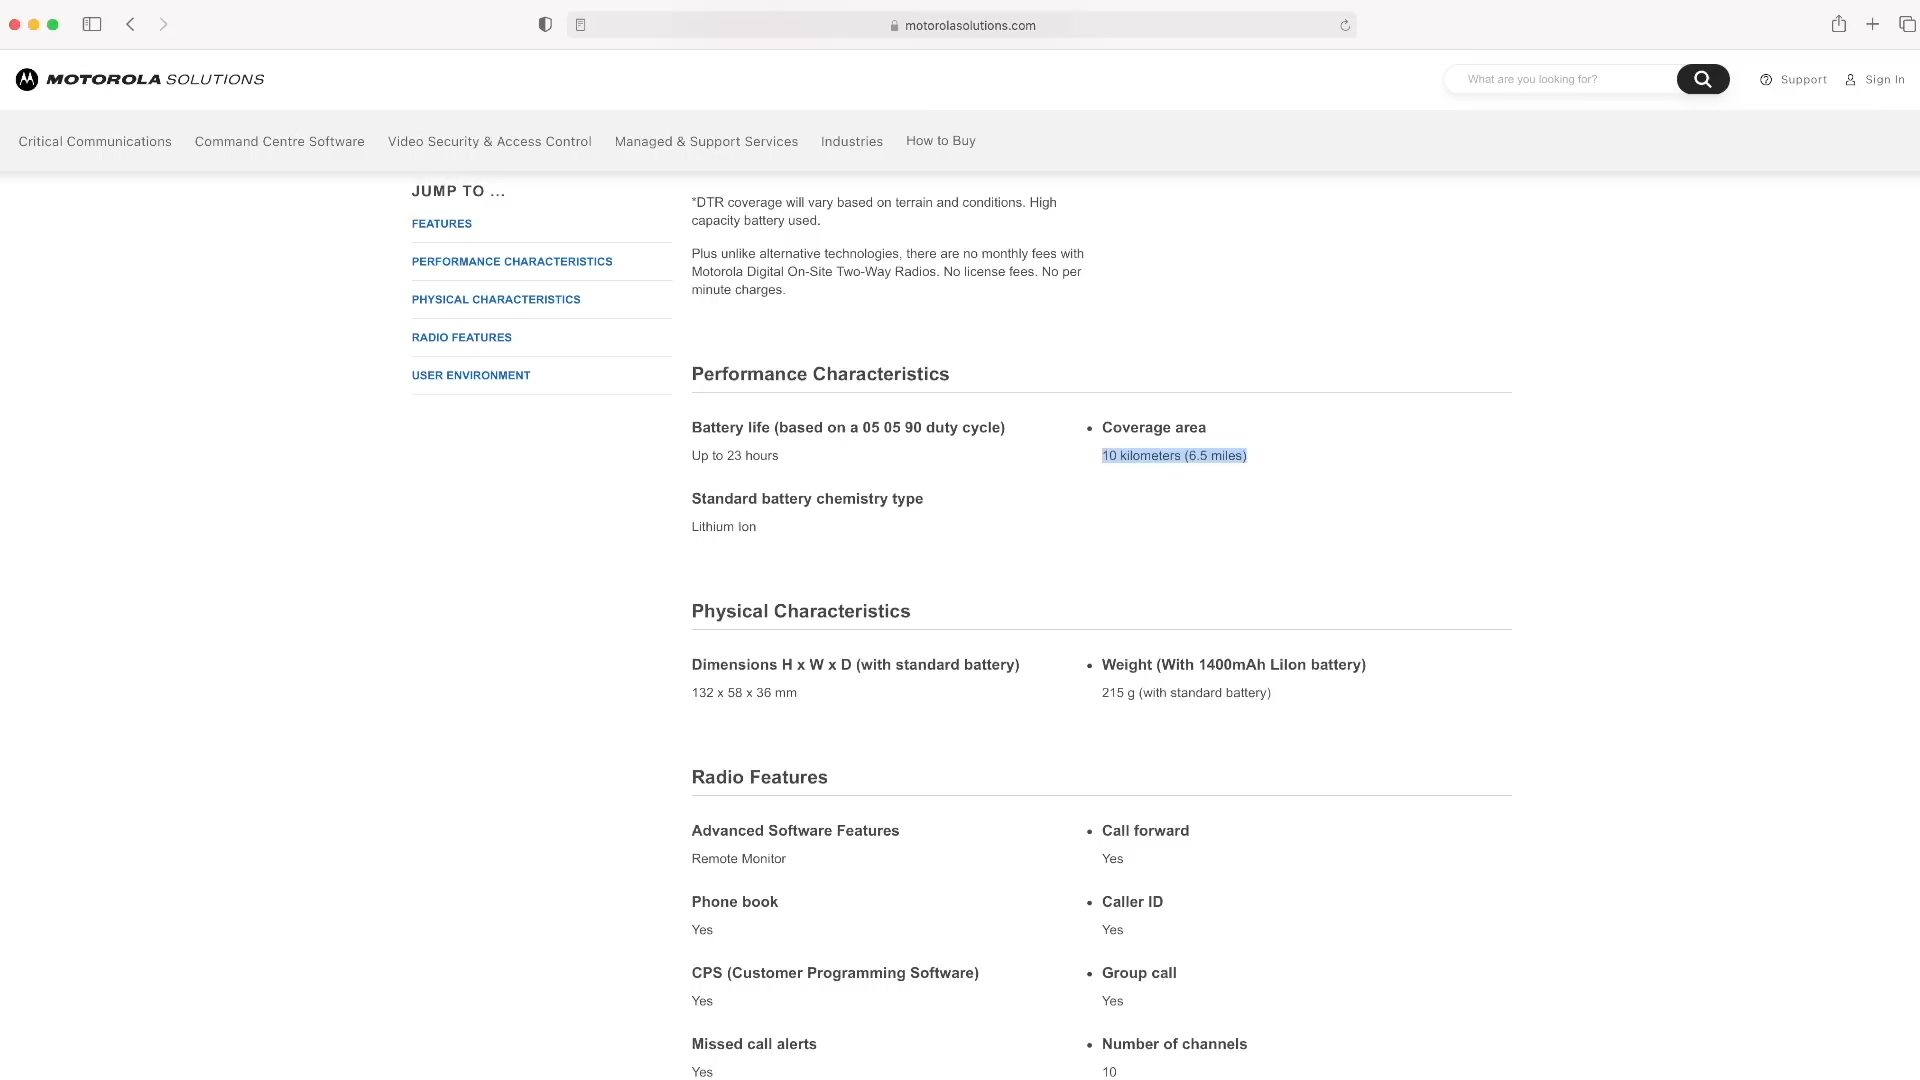 motorolasolutions.com
MOTOROLA SOLUTIONS
What are you looking for?
Support
Sign In
Critical Communications
Command Centre Software
Video Security & Access Control
Managed & Support Services
Industries
How to Buy
JUMP TO ...
FEATURES
PERFORMANCE CHARACTERISTICS
PHYSICAL CHARACTERISTICS
RADIO FEATURES
USER ENVIRONMENT
*DTR coverage will vary based on terrain and conditions. High
capacity battery used.
Plus unlike alternative technologies, there are no monthly fees with
Motorola Digital On-Site Two-Way Radios. No license fees. No per
minute charges.
Performance Characteristics
Battery life (based on a 05 05 90 duty cycle)
Up to 23 hours
• Coverage area
10 kilometers (6.5 miles)
Standard battery chemistry type
Lithium Ion
Physical Characteristics
Dimensions H x W x D (with standard battery)
132 x 58 x 36 mm
• Weight (With 1400mAh LiIon battery)
215 g (with standard battery)
Radio Features
Advanced Software Features
Remote Monitor
• Call forward
Yes
Phone book
Yes
• Caller ID
Yes
CPS (Customer Programming Software)
Yes
• Group call
Yes
Missed call alerts
Yes
• Number of channels
10